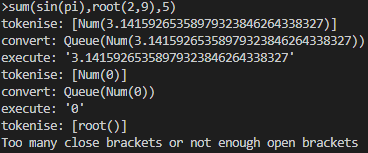 >sum(sin(pi),root(2,9),5)
tokenise: [Num(3.1415926535897932384626433832​7)]
convert: Queue(Num(3.14159265358979323846264338327))
execute: '3.14159265358979323846264338327'
tokenise: [Num(0)]
convert: Queue(Num(0))
execute: '0'
tokenise: [root()]
Too many close brackets or not enough open brackets